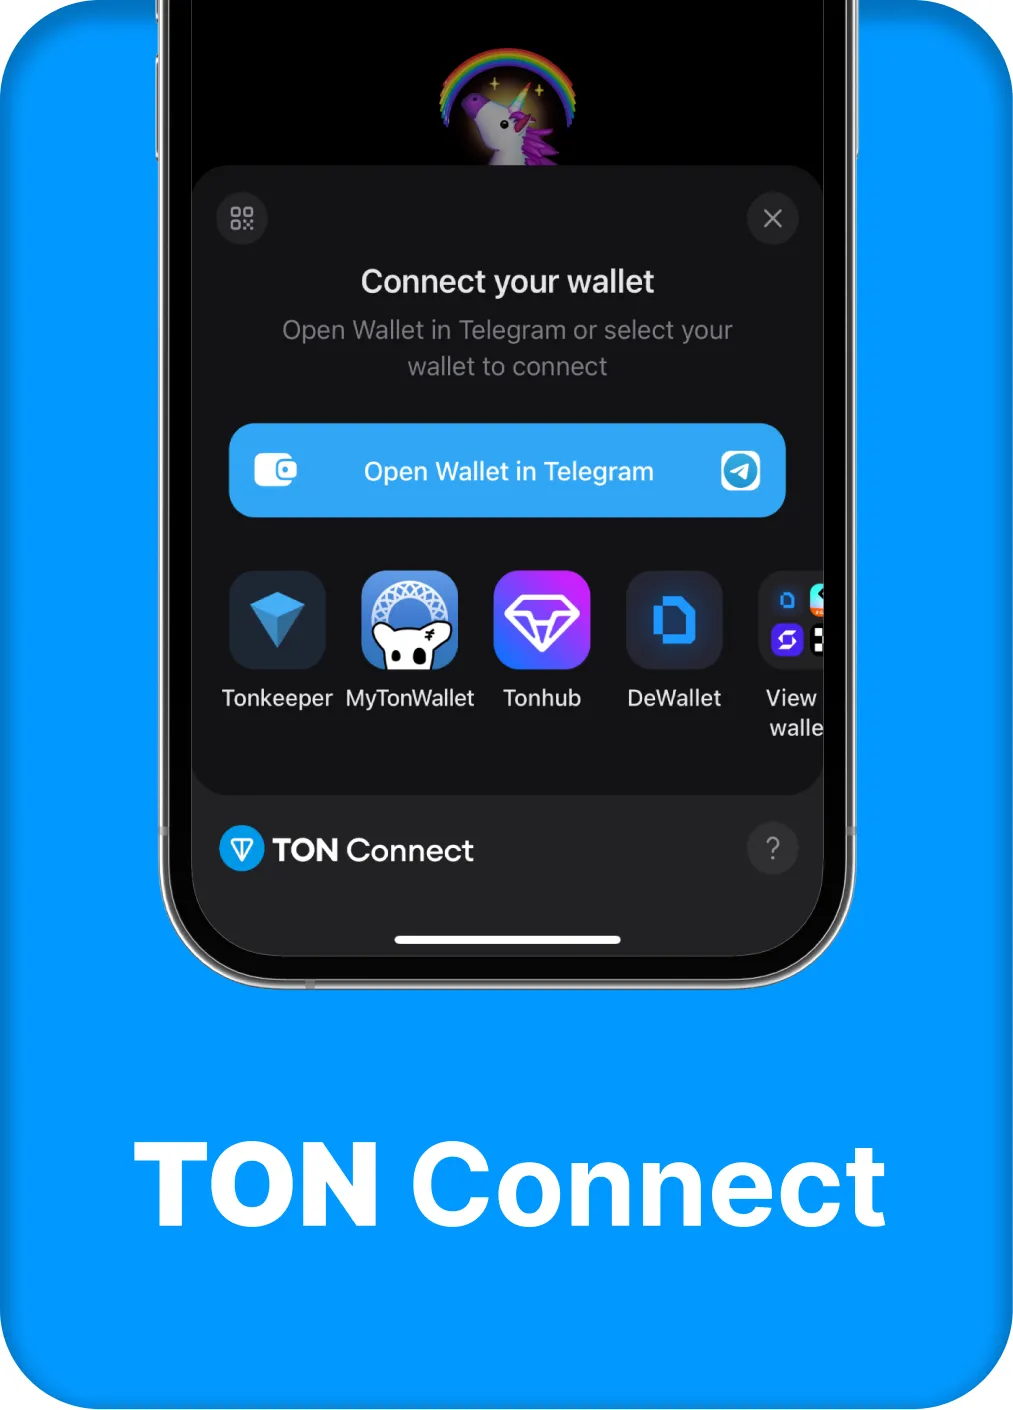 Connect your wallet
Open Wallet in Telegram or select your
wallet to connect
Open Wallet in Telegram
Tonkeeper
MyTonWallet
Tonhub
DeWallet
View
walle
TON Connect
?
TON Connect